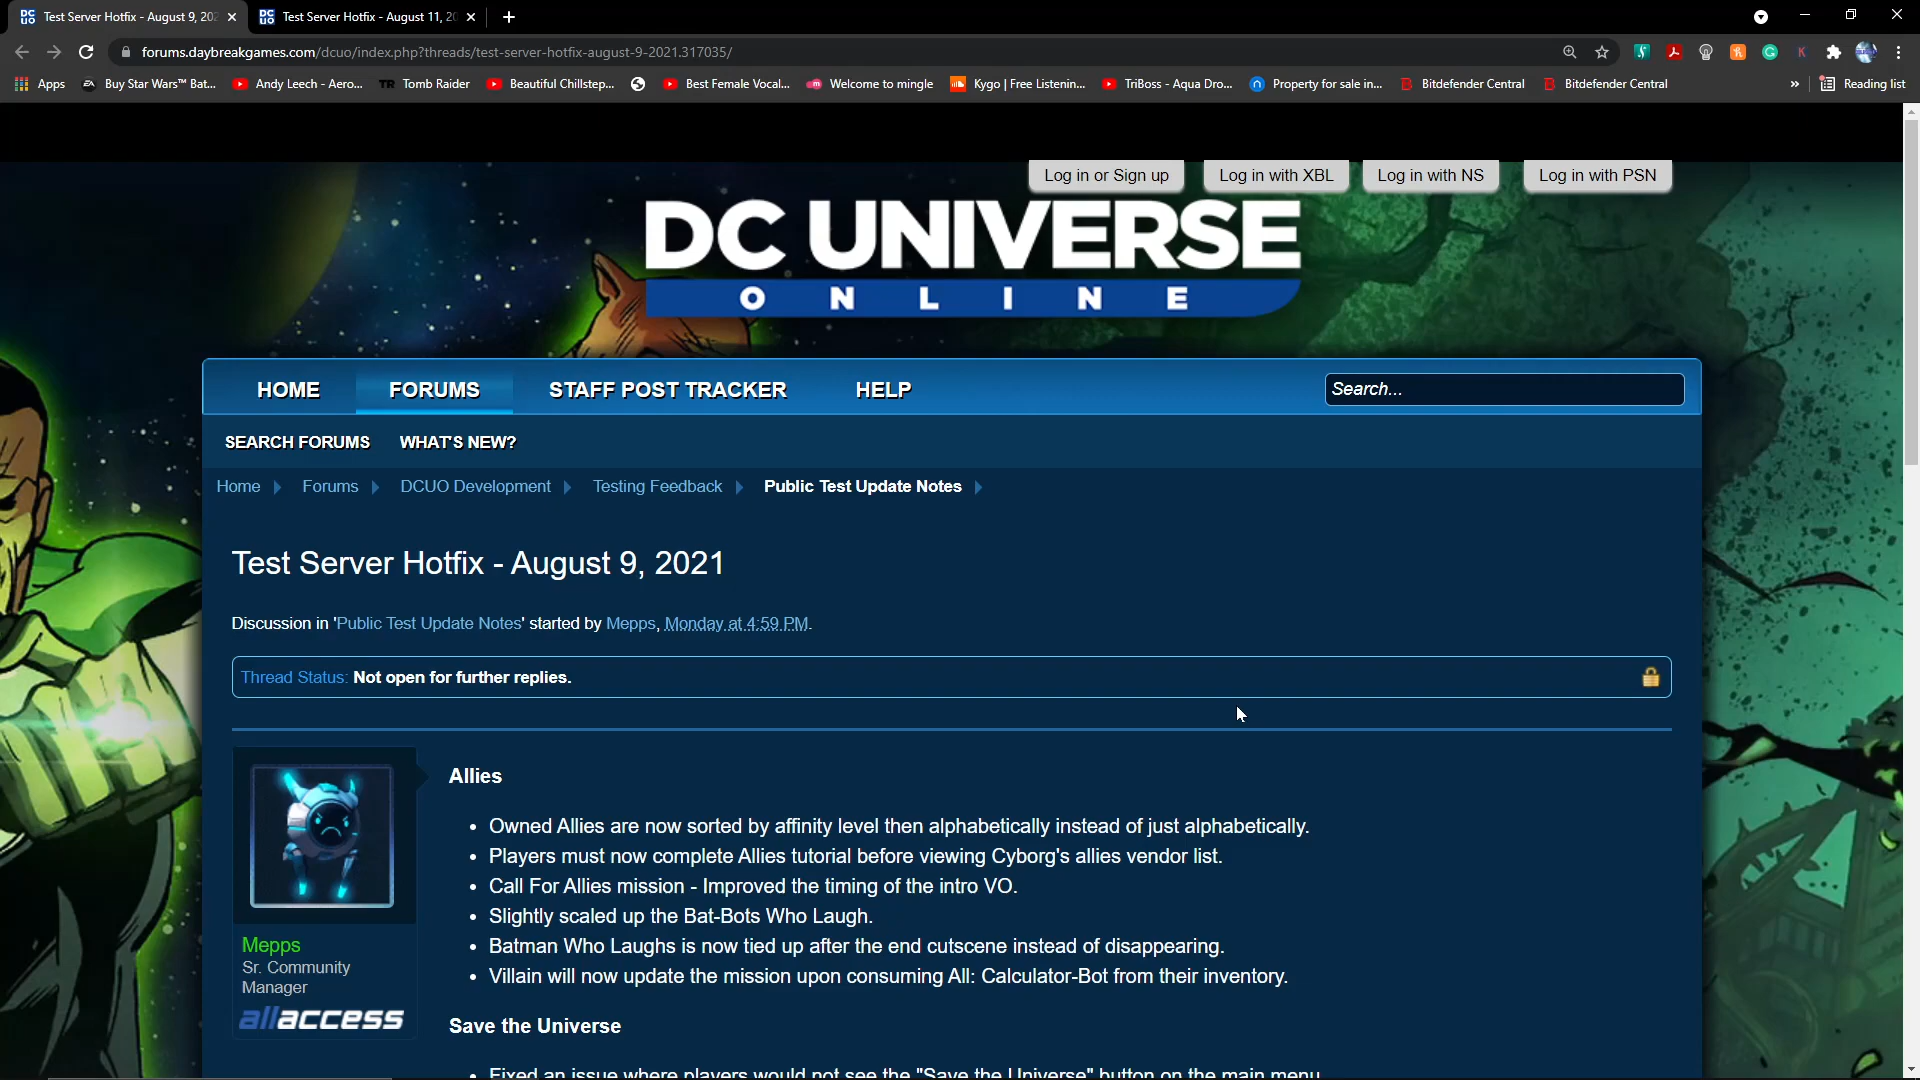 Test Server Hotfix - August 9, 202
Test Server Hotfix - August 11, 20
forums.daybreakgames.com/dcuo/index.php?threads/test-server-hotfix-august-9-2021.317035/
Apps
EA
Buy Star Wars™ Bat...
Andy Leech - Aero...
TR
Tomb Raider
Beautiful Chillstep...
Best Female Vocal...
m
Welcome to mingle
Kygo | Free Listenin...
TriBoss - Aqua Dro...
Property for sale in...
B
Bitdefender Central
B
Bitdefender Central
»
Reading list
Log in or Sign up
Log in with XBL
Log in with NS
Log in with PSN
DC UNIVERSE
ONLINE
HOME
FORUMS
STAFF POST TRACKER
HELP
Search...
SEARCH FORUMS
WHAT'S NEW?
Home
Forums
DCUO Development
Testing Feedback
Public Test Update Notes
Test Server Hotfix - August 9, 2021
Discussion in 'Public Test Update Notes' started by Mepps, Monday at 4:59 PM.
Thread Status: Not open for further replies.
Allies
• Owned Allies are now sorted by affinity level then alphabetically instead of just alphabetically.
• Players must now complete Allies tutorial before viewing Cyborg's allies vendor list.
• Call For Allies mission - Improved the timing of the intro VO.
• Slightly scaled up the Bat-Bots Who Laugh.
• Batman Who Laughs is now tied up after the end cutscene instead of disappearing.
• Villain will now update the mission upon consuming All: Calculator-Bot from their inventory.
Mepps
Sr. Community
Manager
allaccess
Save the Universe
• Fixed an issue where players would not see the "Save the Universe" button on the main menu